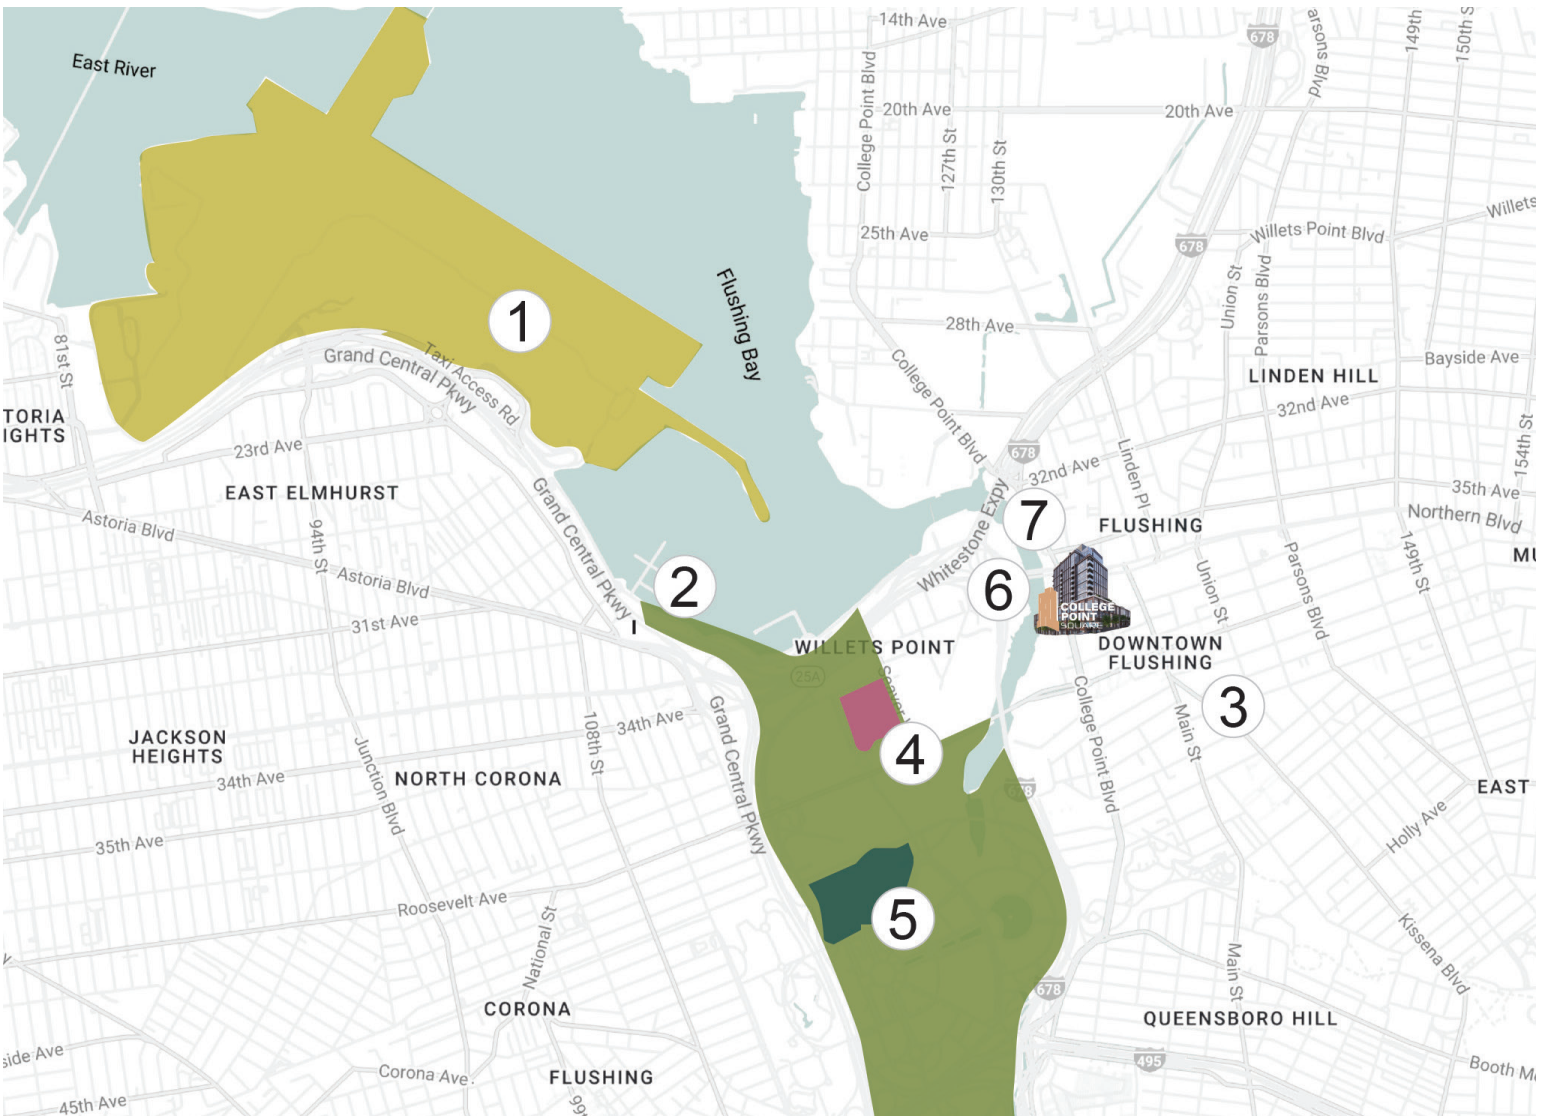 14th Ave
678
arsons Blvd
149th
150th S
East River
College Point Blvd
20th Ave
20th Ave
127th St
130th St
Willets
25th Ave
678
Willets Point Blvd
Flushing Bay
Union St
Parsons Blvd
1
28th Ave
81st St
Taxi Access Rd
Grand Central Pkwy
Bayside Ave
College Point Blvd
LINDEN HILL
32nd Ave
TORIA
IGHTS
23rd Ave
678
32nd Ave
Linden Pl
154th St
EAST ELMHURST
35th Ave
Grand Central Pkwy
Whitestone Expy
7
FLUSHING
Northern Blvd
Astoria Blvd
94th St
149th St
MU
Astoria Blvd
2
6
Union St
Parsons Blvd
COLLEGE
POINT
SQUARE
31st Ave
WILLETS POINT
DOWNTOWN
FLUSHING
25A
Seaver
3
College Point Blvd
Main St
108th St
34th Ave
Grand Central Pkwy
JACKSON
HEIGHTS
4
34th Ave
NORTH CORONA
Junction Blvd
678
EAST
35th Ave
Holly Ave
Roosevelt Ave
5
National St
Main St
Kissena Blvd
678
CORONA
QUEENSBORO HILL
side Ave
495
Booth M
Corona Ave
FLUSHING
45th Ave
99